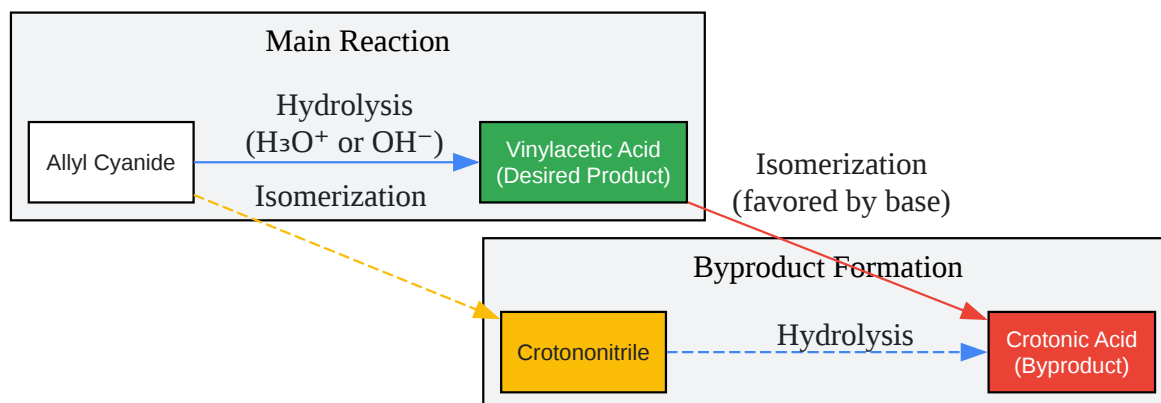 Main Reaction
Hydrolysis
(H₃O⁺ or OH⁻)
Allyl Cyanide
Vinylacetic Acid
(Desired Product)
Isomerization
Isomerization
(favored by base)
Byproduct Formation
Crotononitrile
Hydrolysis
Crotonic Acid
(Byproduct)